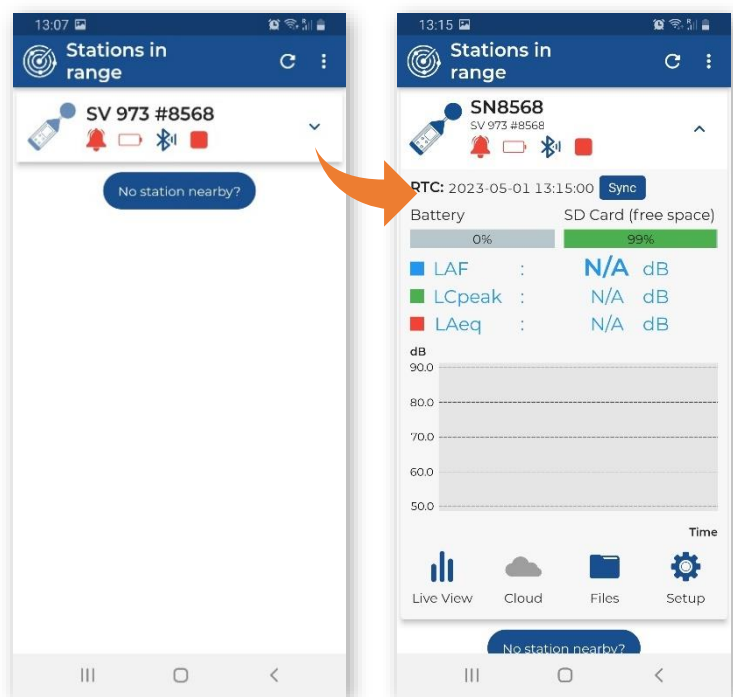 13:07
Stations in
range
SV 973 #8568
No station nearby?
13:15
Stations in
range
SN8568
SV 973 #8568
RTC: 2023-05-01 13:15:00 Sync
Battery SD Card (free space)
0% 99%
LAF : N/A dB
LCpeak : N/A dB
LAeq : N/A dB
dB
90.0
80.0
70.0
60.0
50.0
Time
Live View Cloud Files Setup
No station nearby?